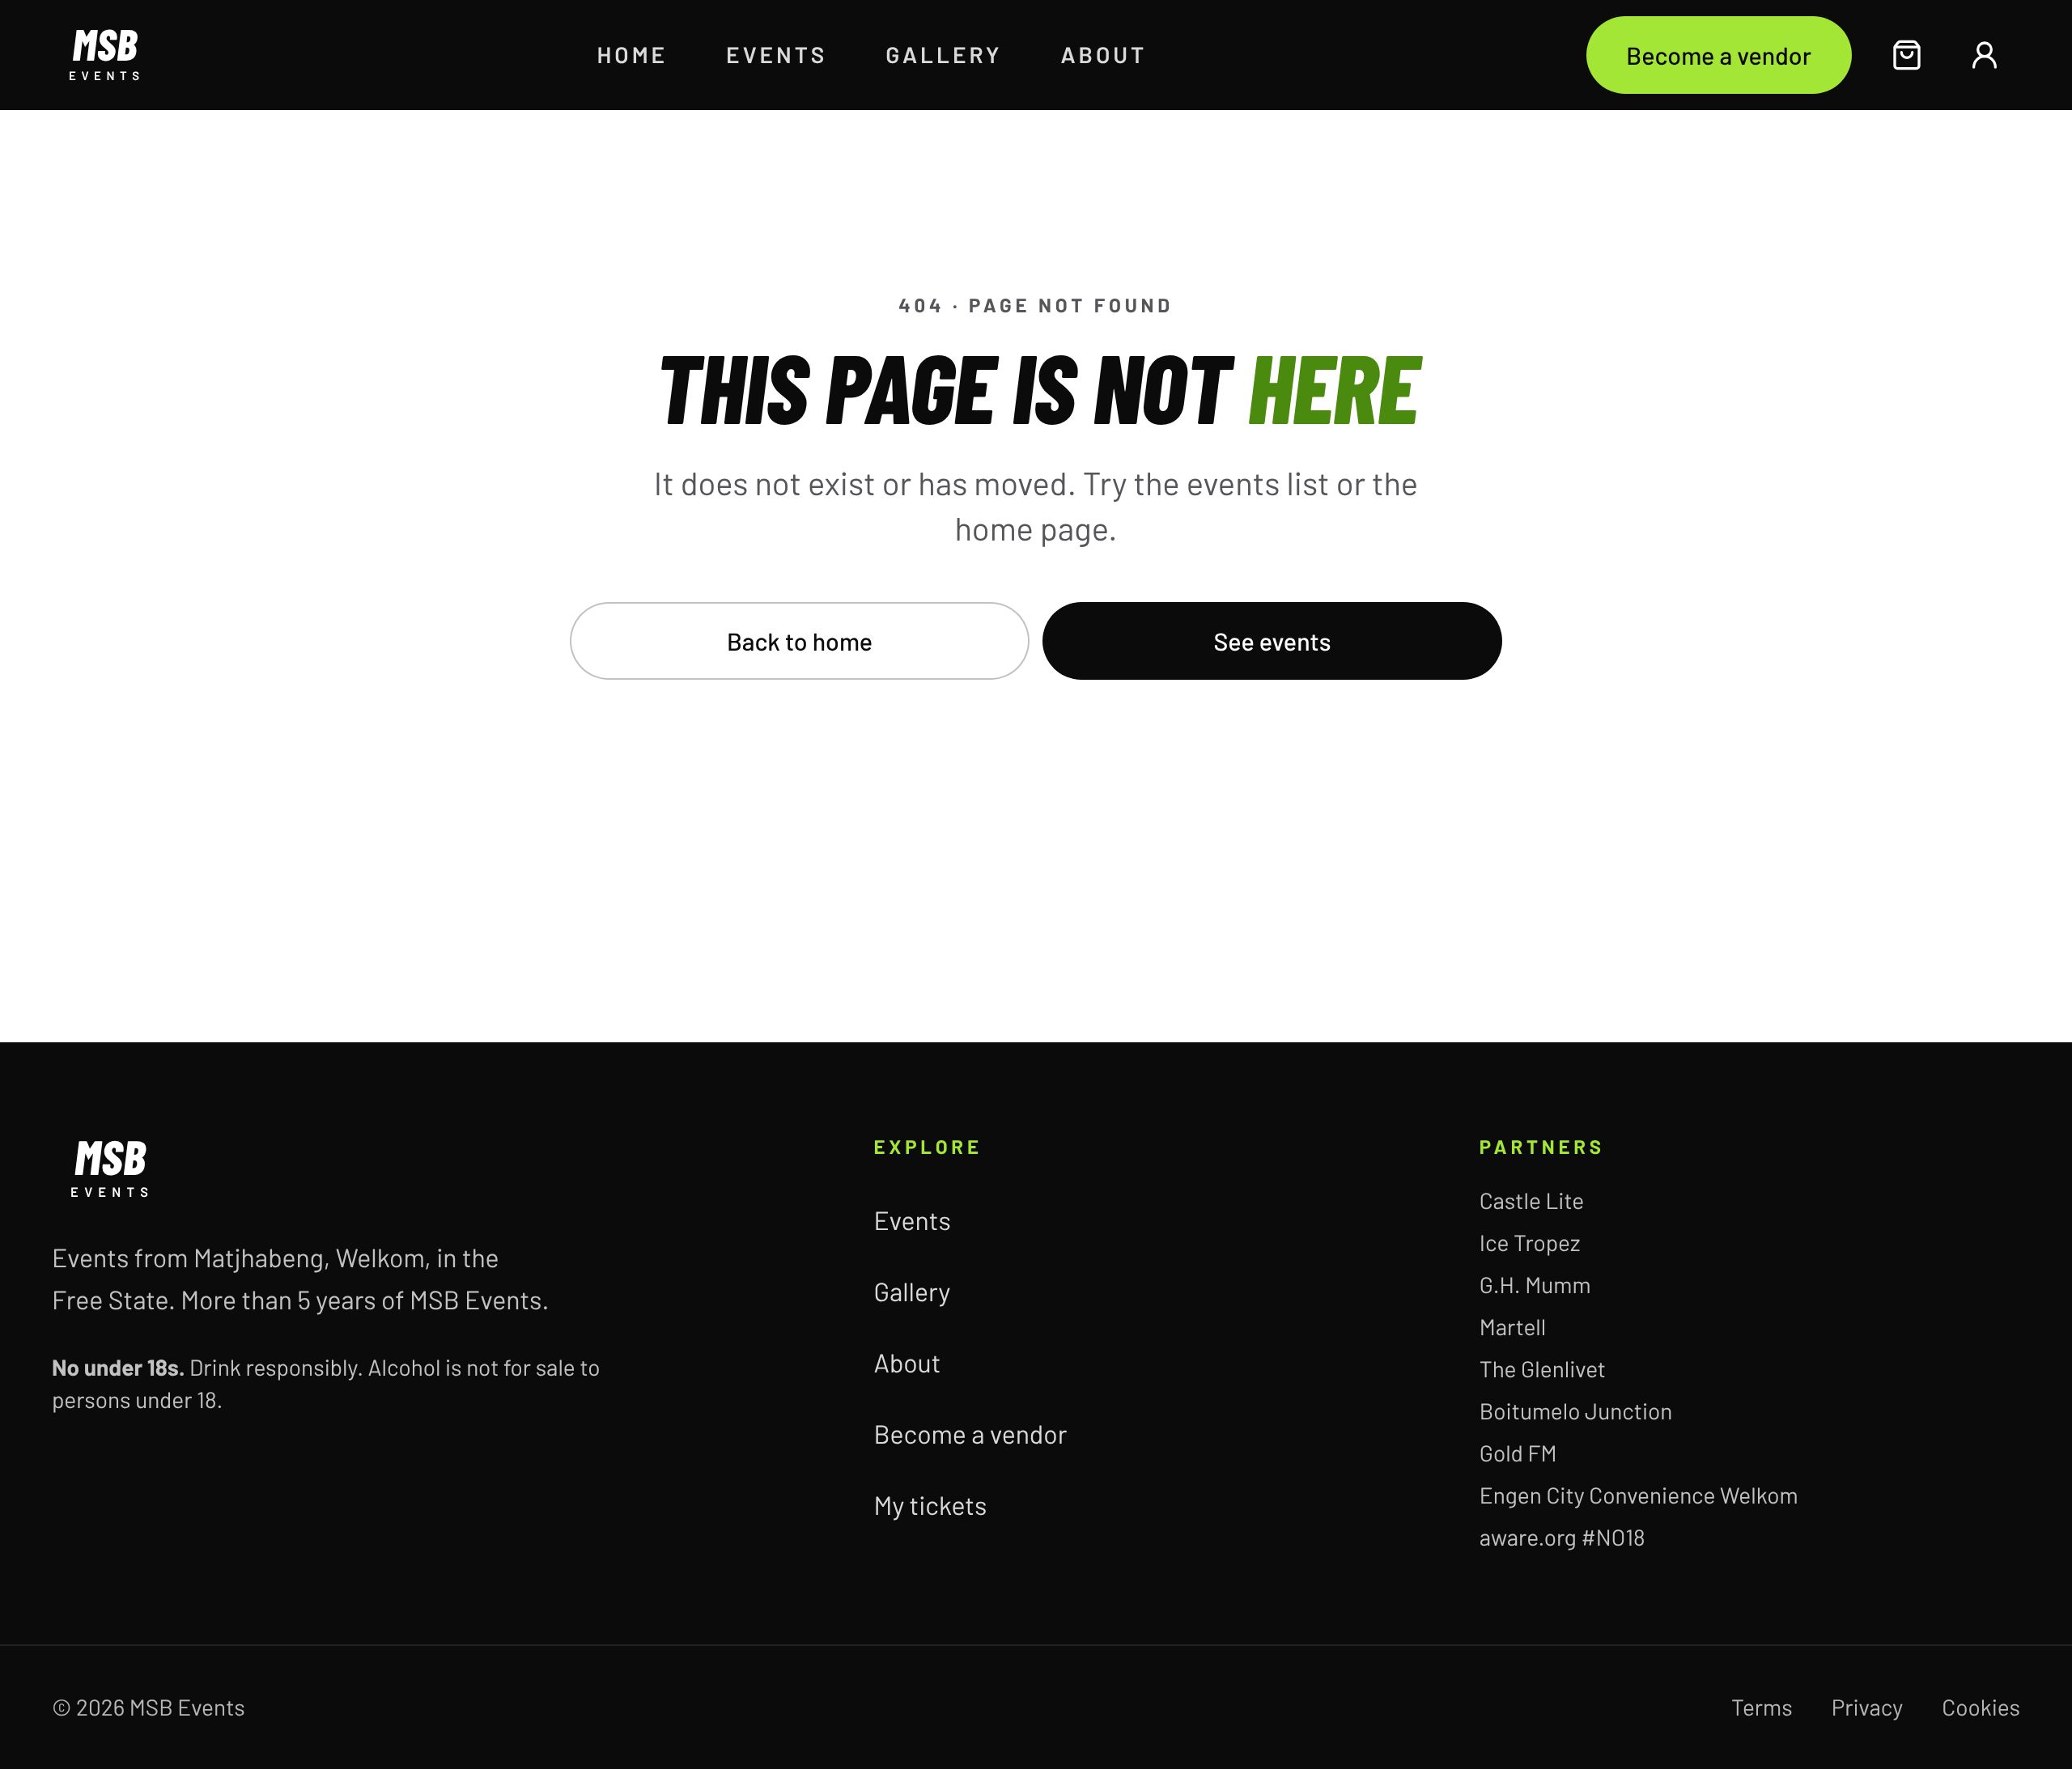 MSB
EVENTS
HOME
EVENTS
GALLERY
ABOUT
Become a vendor
404 · PAGE NOT FOUND
THIS PAGE IS NOT HERE
It does not exist or has moved. Try the events list or the
home page.
Back to home
See events
MSB
EVENTS
Events from Matjhabeng, Welkom, in the
Free State. More than 5 years of MSB Events.
No under 18s. Drink responsibly. Alcohol is not for sale to
persons under 18.
EXPLORE
Events
Gallery
About
Become a vendor
My tickets
PARTNERS
Castle Lite
Ice Tropez
G.H. Mumm
Martell
The Glenlivet
Boitumelo Junction
Gold FM
Engen City Convenience Welkom
aware.org #NO18
© 2026 MSB Events
Terms
Privacy
Cookies